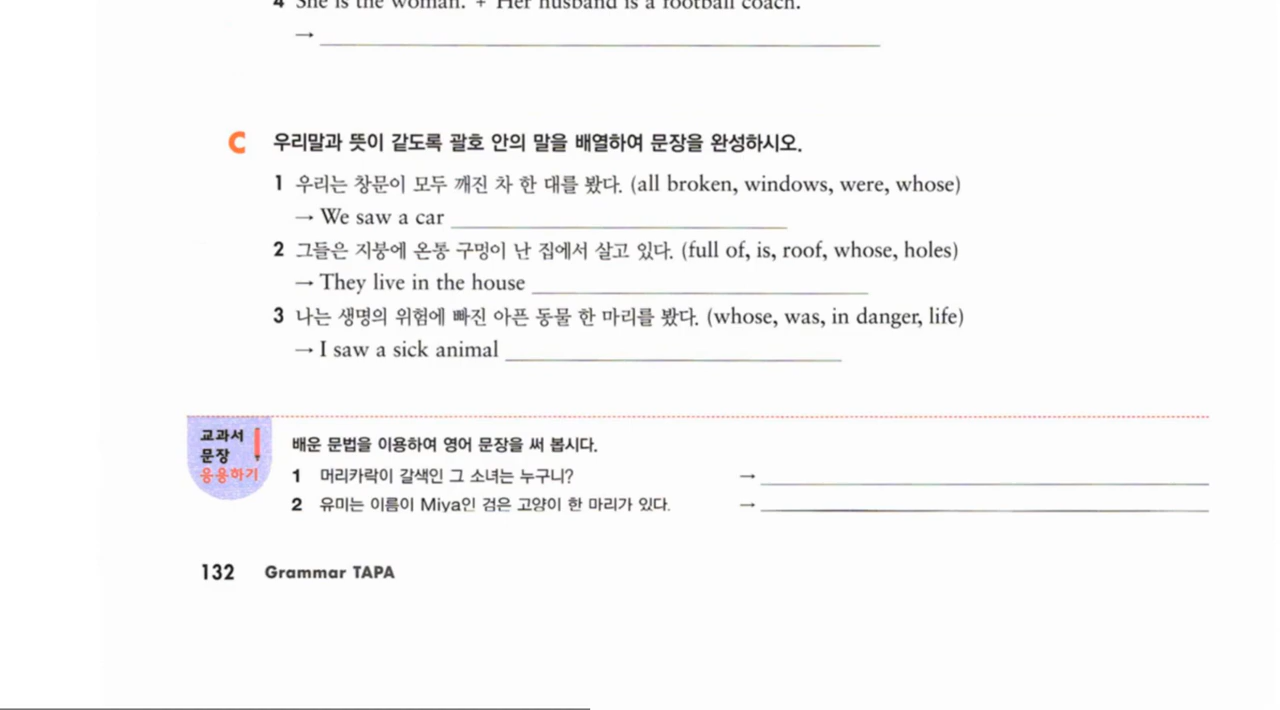 4 She is the woman. + Her husband is a football coach.
→
C 우리말과 뜻이 같도록 괄호 안의 말을 배열하여 문장을 완성하시오.
1 우리는 창문이 모두 깨진 차 한 대를 봤다. (all broken, windows, were, whose)
→ We saw a car
2 그들은 지붕에 온통 구멍이 난 집에서 살고 있다. (full of, is, roof, whose, holes)
→ They live in the house
3 나는 생명의 위험에 빠진 아픈 동물 한 마리를 봤다. (whose, was, in danger, life)
→ I saw a sick animal
교과서
문장
응용하기
배운 문법을 이용하여 영어 문장을 써 봅시다.
1 머리카락이 갈색인 그 소녀는 누구니? →
2 유미는 이름이 Miya인 검은 고양이 한 마리가 있다. →
132 Grammar TAPA